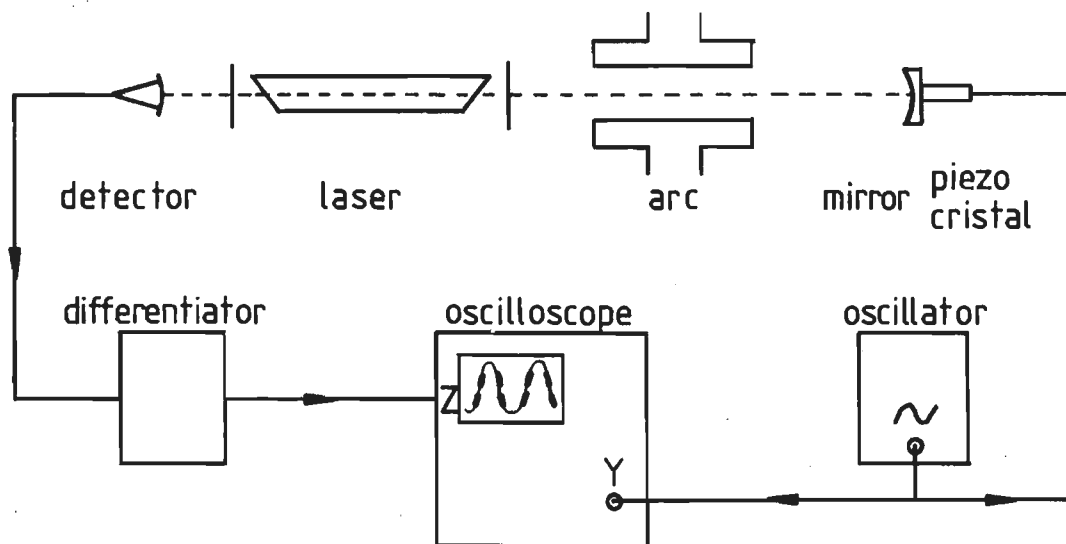 detector
laser
arc
mirror
piezo
cristal
differentiator
oscilloscope
oscillator
Z
Y